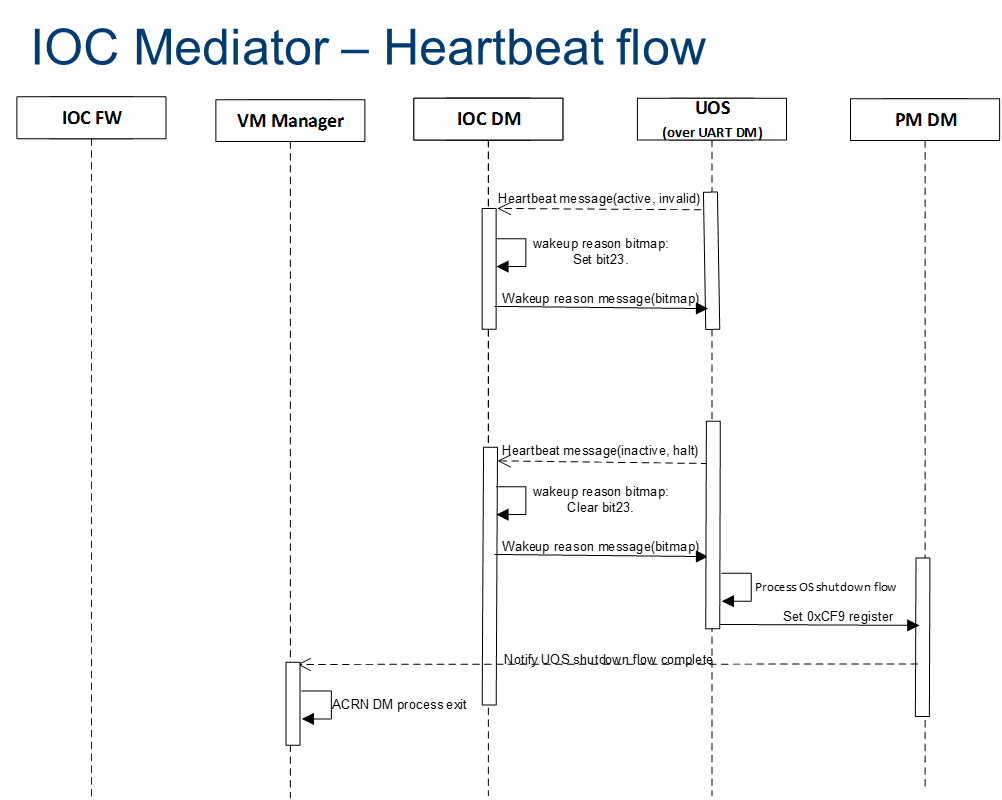 IOC Mediator – Heartbeat flow
IOC FW
VM Manager
IOC DM
UOS
(over UART DM)
PM DM
Heartbeat message(active, invalid)
wakeup reason bitmap:
Set bit23.
Wakeup reason message(bitmap)
Heartbeat message(inactive, halt)
wakeup reason bitmap:
Clear bit23.
Wakeup reason message(bitmap)
Process OS shutdown flow
Set 0xCF9 register
Notify UOS shutdown flow complete
ACRN DM process exit